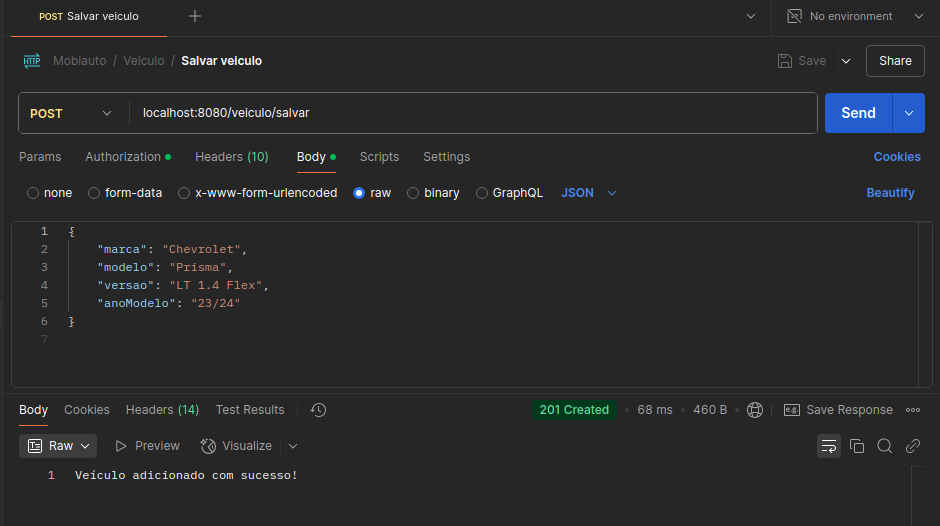 POST Salvar veiculo
No environment
HTTP Mobiauto / Veiculo / Salvar veiculo
Save
Share
POST localhost:8080/veiculo/salvar
Send
Params Authorization Headers (10) Body Scripts Settings Cookies
none form-data x-www-form-urlencoded raw binary GraphQL JSON Beautify
1 {
2 "marca": "Chevrolet",
3 "modelo": "Prisma",
4 "versao": "LT 1.4 Flex",
5 "anoModelo": "23/24"
6 }
7
Body Cookies Headers (14) Test Results 201 Created 68 ms 460 B e.g. Save Response
Raw Preview Visualize
1 Veículo adicionado com sucesso!